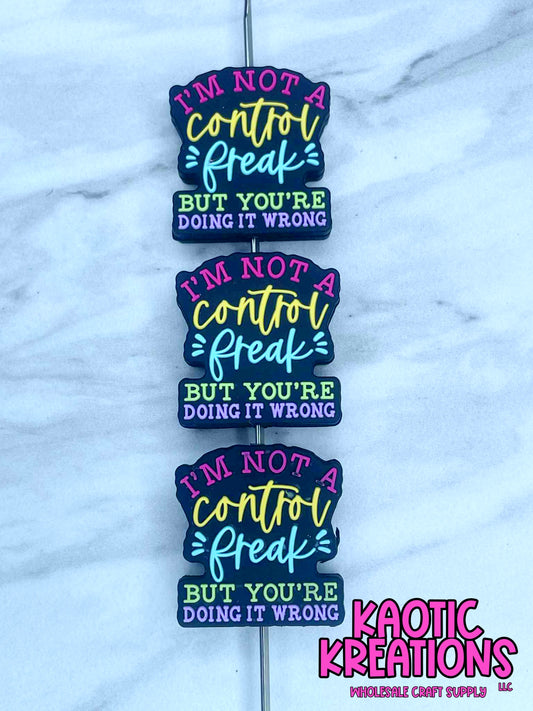 I'M NOT A
control
freak
BUT YOU'RE
DOING IT WRONG
I'M NOT A
control
freak
BUT YOU'RE
DOING IT WRONG
I'M NOT A
control
freak
BUT YOU'RE
DOING IT WRONG
KAOTIC
KREATIONS
LLC
WHOLESALE CRAFT SUPPLY